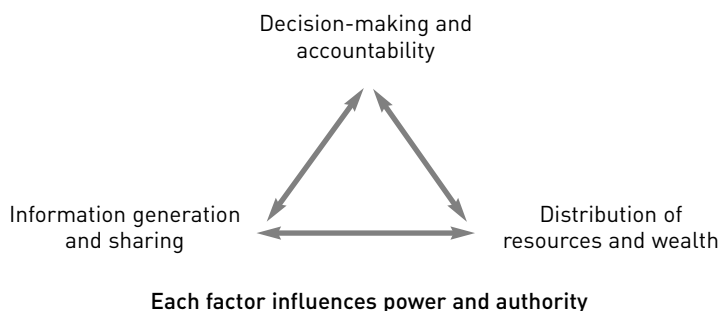 Decision-making and
accountability
Information generation
and sharing
Distribution of
resources and wealth
Each factor influences power and authority